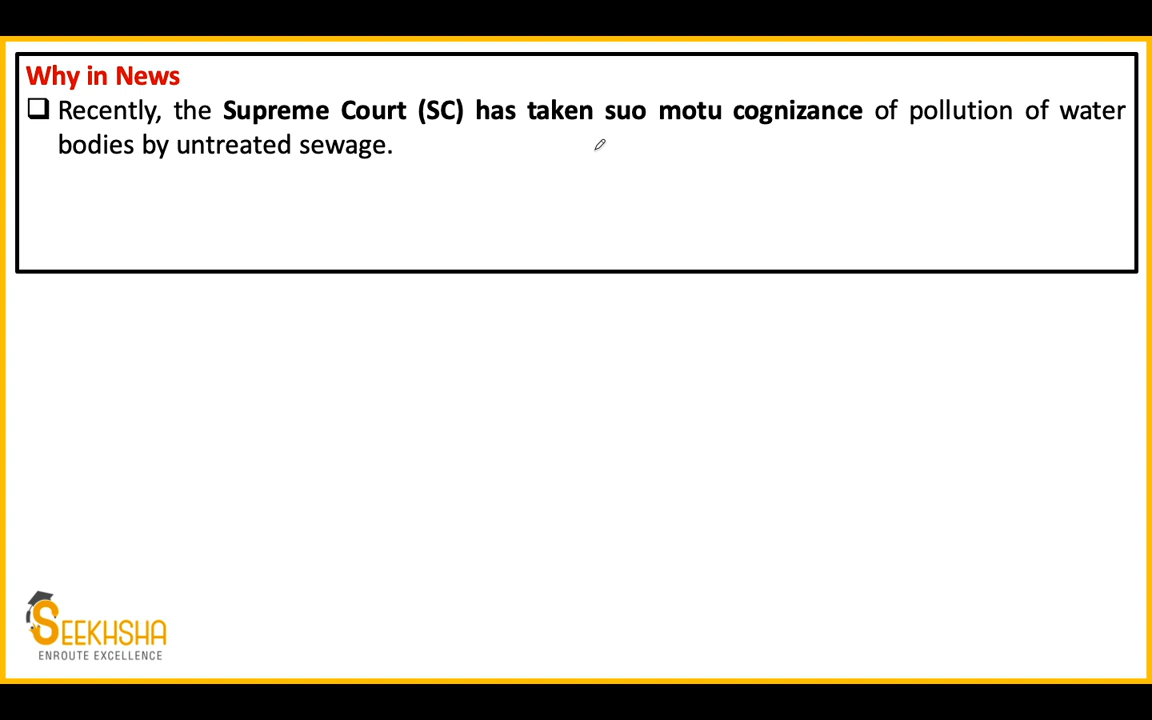 Why in News
❑ Recently, the Supreme Court (SC) has taken suo motu cognizance of pollution of water
bodies by untreated sewage.
SEEKHSHA
ENROUTE EXCELLENCE